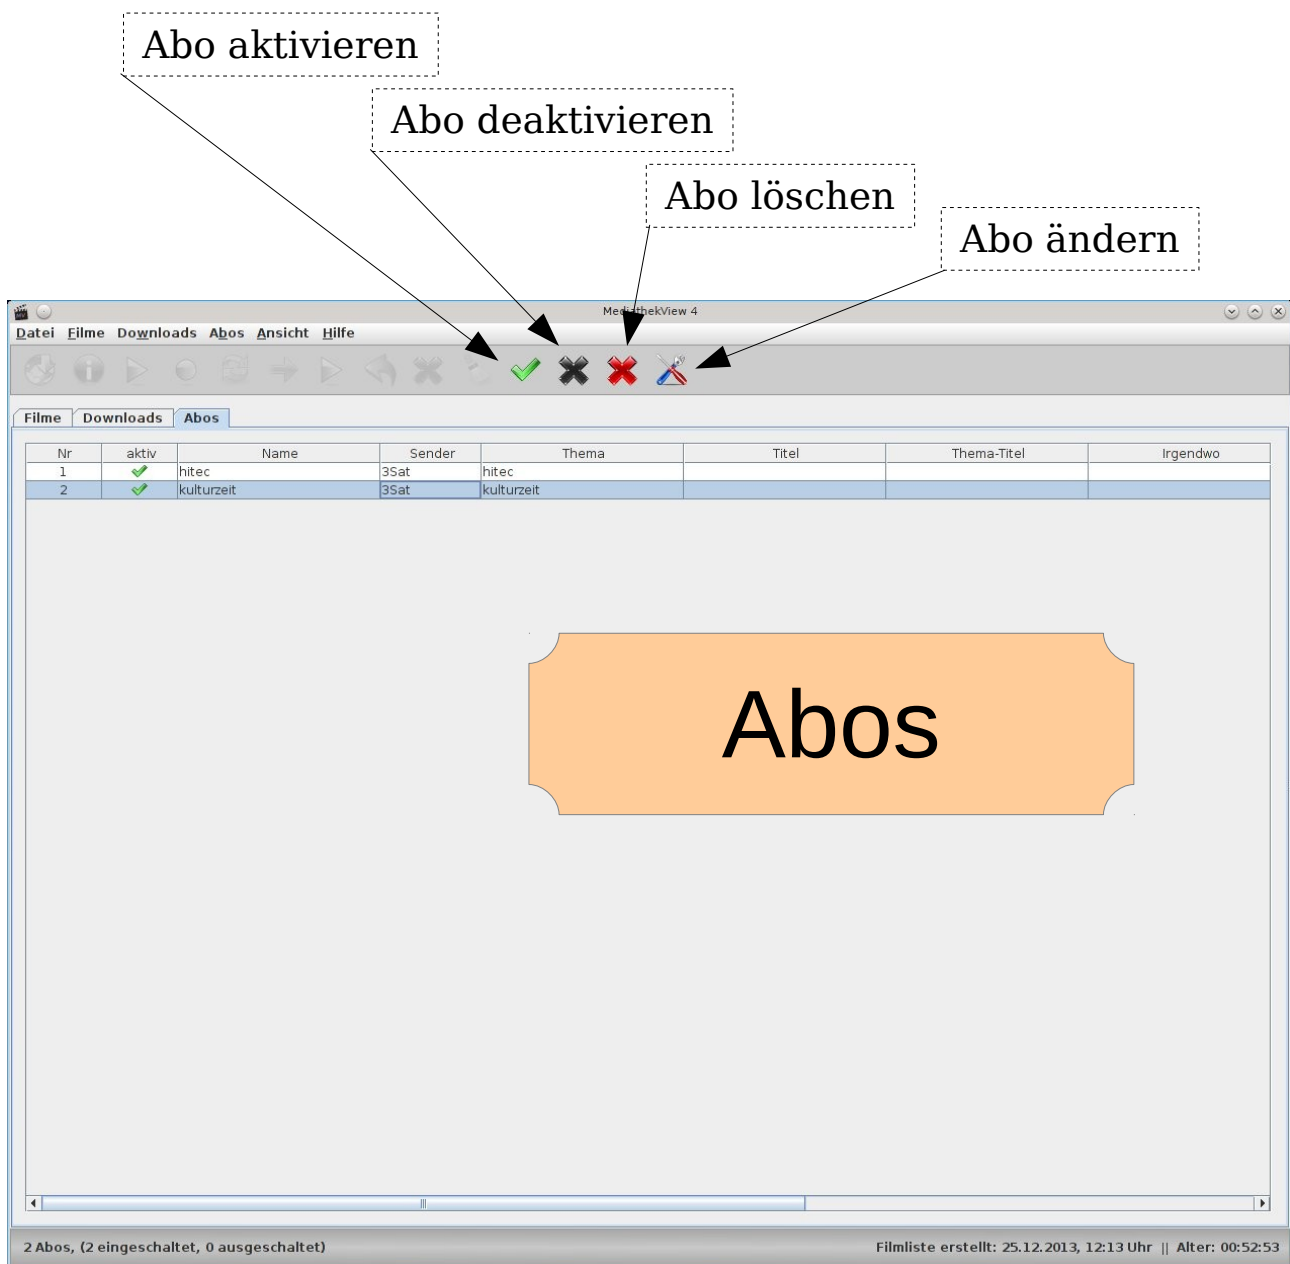 Abo aktivieren
Abo deaktivieren
Abo löschen
Abo ändern
MediathekView 4
Datei Filme Downloads Abos Ansicht Hilfe
Filme Downloads Abos
Nr aktiv Name Sender Thema Titel Thema-Titel Irgendwo
1 hitec 3Sat hitec
2 kulturzeit 3Sat kulturzeit
Abos
2 Abos, (2 eingeschaltet, 0 ausgeschaltet) Filmliste erstellt: 25.12.2013, 12:13 Uhr || Alter: 00:52:53